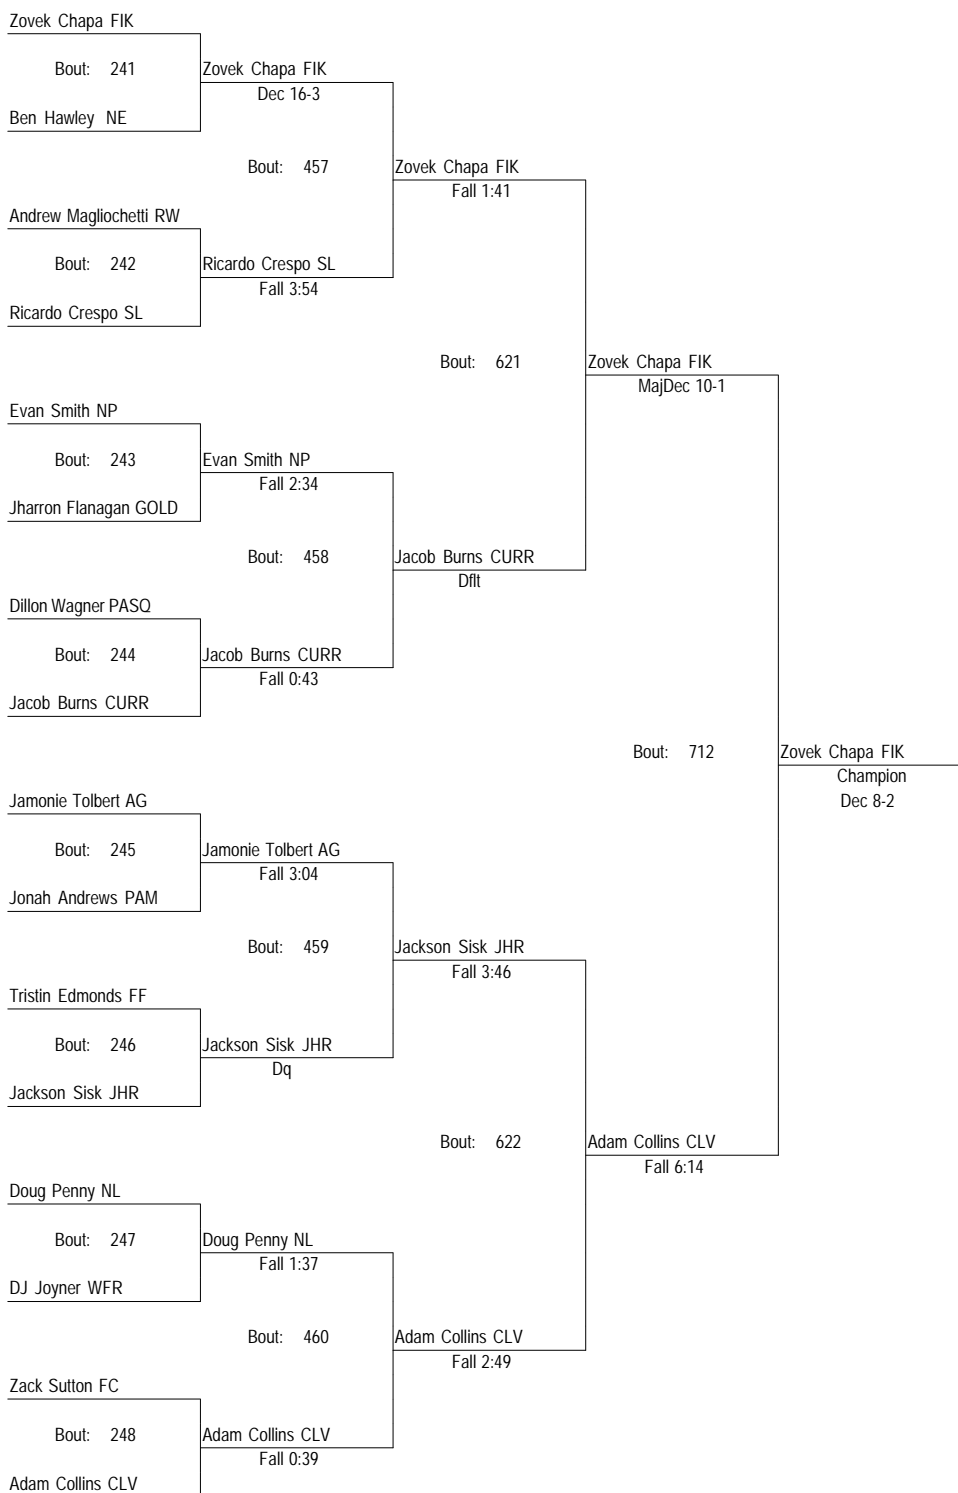 Zovek Chapa FIK
Bout: 241
Zovek Chapa FIK
Dec 16-3
Ben Hawley NE
Bout: 457
Zovek Chapa FIK
Fall 1:41
Andrew Magliochetti RW
Bout: 242
Ricardo Crespo SL
Fall 3:54
Ricardo Crespo SL
Bout: 621
Zovek Chapa FIK
MajDec 10-1
Evan Smith NP
Bout: 243
Evan Smith NP
Fall 2:34
Jharron Flanagan GOLD
Bout: 458
Jacob Burns CURR
Dflt
Dillon Wagner PASQ
Bout: 244
Jacob Burns CURR
Fall 0:43
Jacob Burns CURR
Bout: 712
Zovek Chapa FIK
Champion
Dec 8-2
Jamonie Tolbert AG
Bout: 245
Jamonie Tolbert AG
Fall 3:04
Jonah Andrews PAM
Bout: 459
Jackson Sisk JHR
Fall 3:46
Tristin Edmonds FF
Bout: 246
Jackson Sisk JHR
Dq
Jackson Sisk JHR
Bout: 622
Adam Collins CLV
Fall 6:14
Doug Penny NL
Bout: 247
Doug Penny NL
Fall 1:37
DJ Joyner WFR
Bout: 460
Adam Collins CLV
Fall 2:49
Zack Sutton FC
Bout: 248
Adam Collins CLV
Fall 0:39
Adam Collins CLV